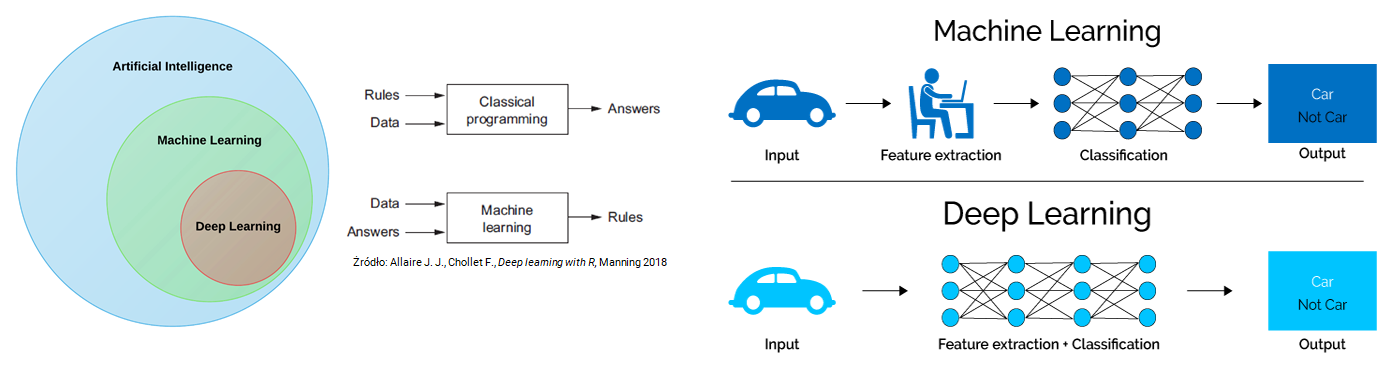 Artificial Intelligence
Machine Learning
Deep Learning
Rules
Data
Classical
programming
Answers
Data
Answers
Machine
learning
Rules
Źródło: Allaire J. J., Chollet F., Deep learning with R, Manning 2018
Machine Learning
Input
Feature extraction
Classification
Car
Not Car
Output
Deep Learning
Input
Feature extraction + Classification
Car
Not Car
Output